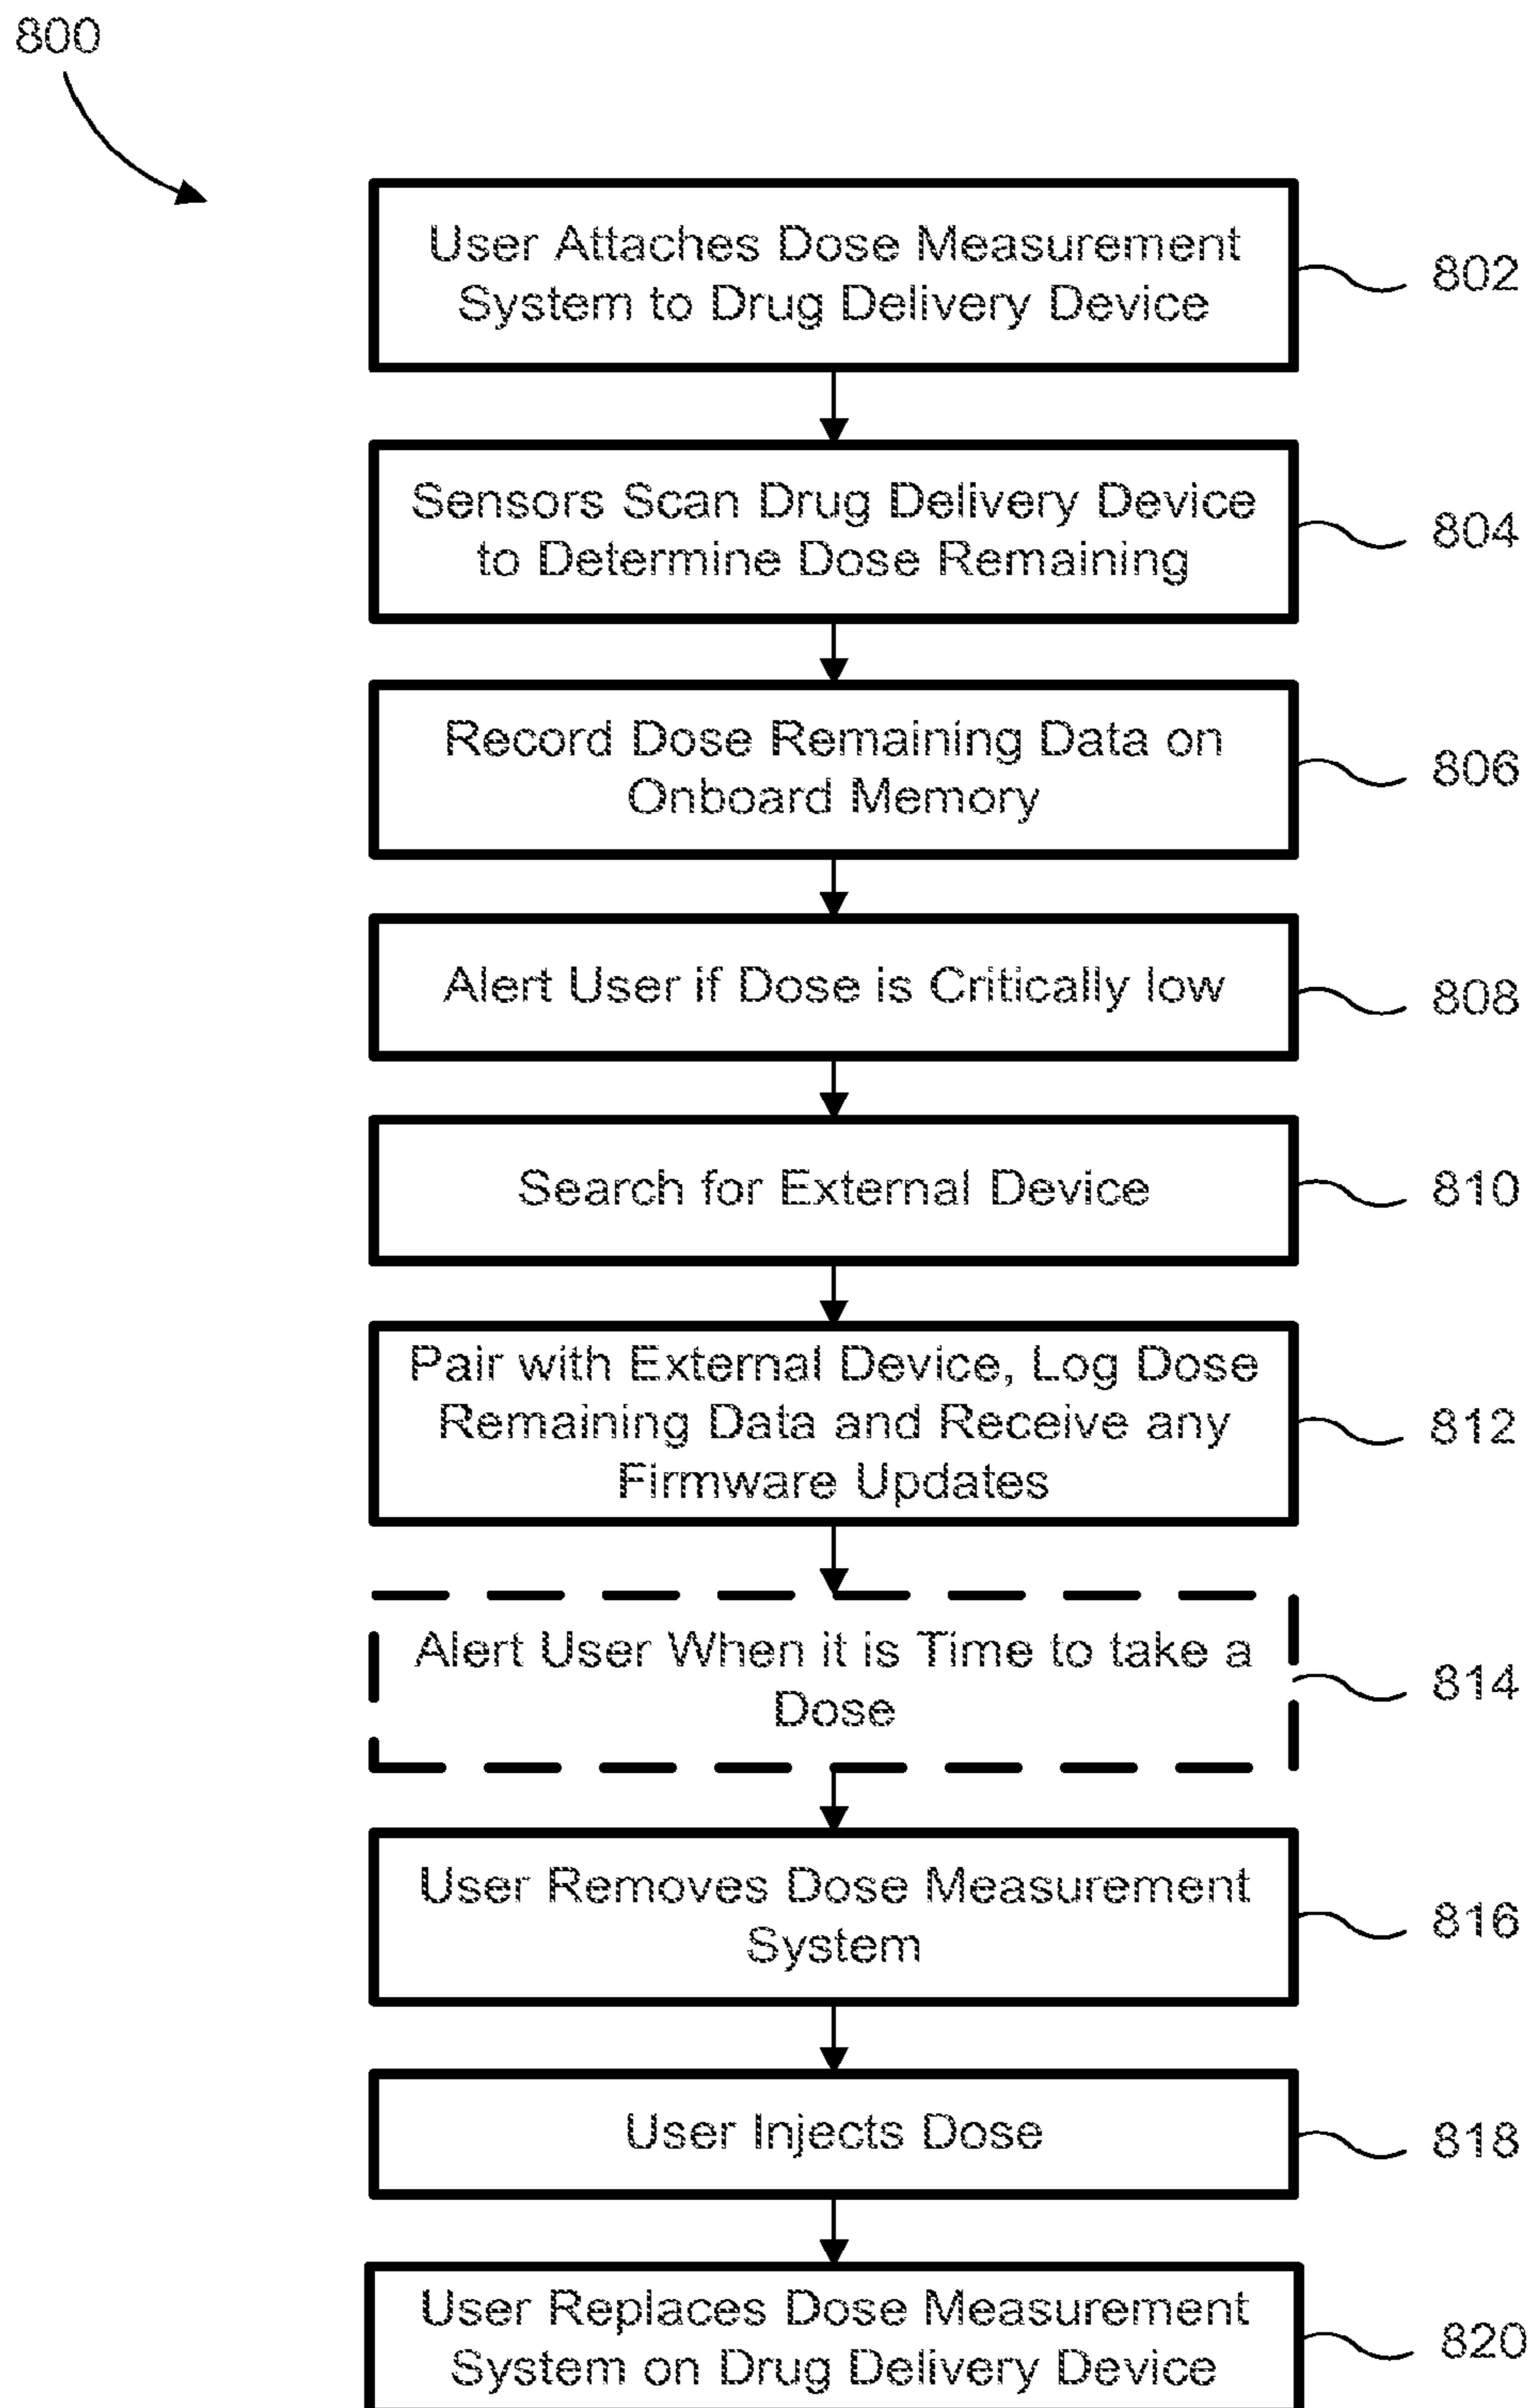 800
User Attaches Dose Measurement
System to Drug Delivery Device
802
Sensors Scan Drug Delivery Device
to Determine Dose Remaining
804
Record Dose Remaining Data on
Onboard Memory
806
Alert User if Dose is Critically low
808
Search for External Device
810
Pair with External Device, Log Dose
Remaining Data and Receive any
Firmware Updates
812
Alert User When it is Time to take a
Dose
814
User Removes Dose Measurement
System
816
User Injects Dose
818
User Replaces Dose Measurement
System on Drug Delivery Device
820